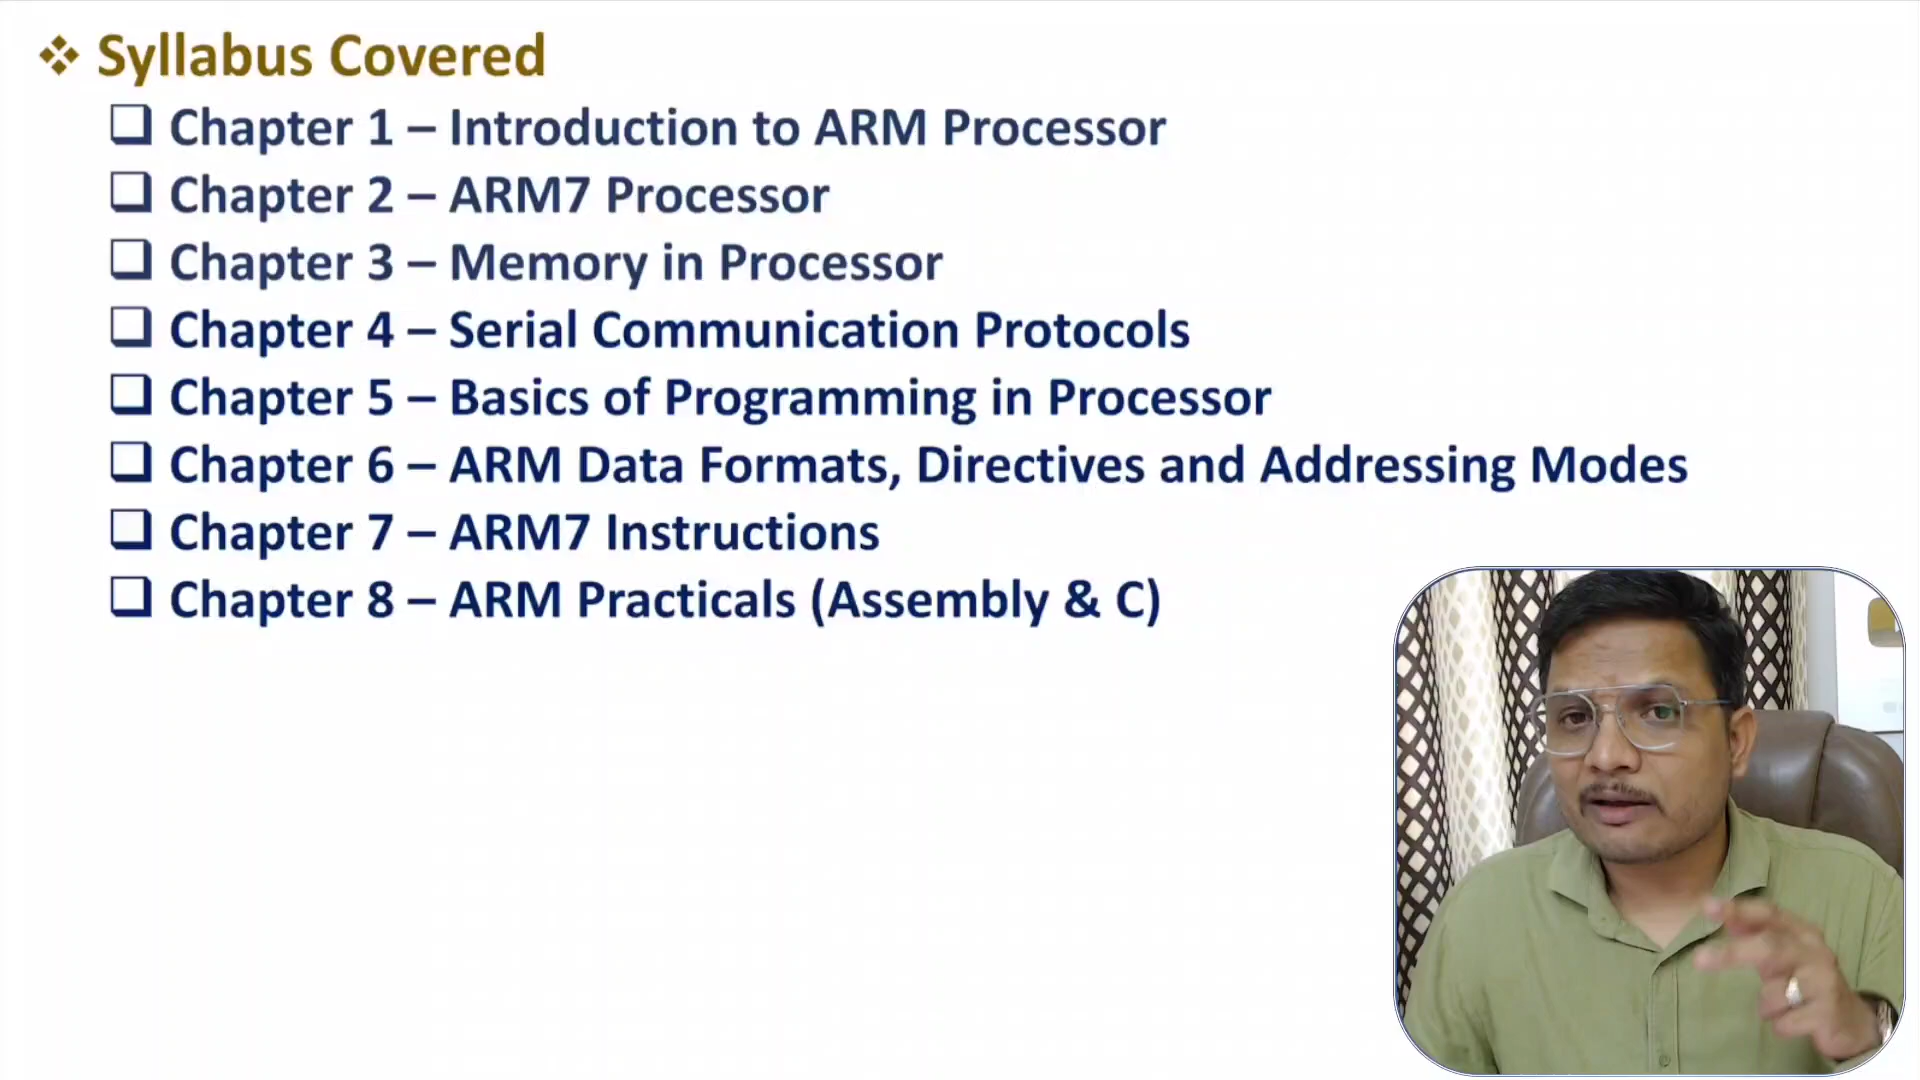 Syllabus Covered
Chapter 1 – Introduction to ARM Processor
Chapter 2 – ARM7 Processor
Chapter 3 – Memory in Processor
Chapter 4 – Serial Communication Protocols
Chapter 5 – Basics of Programming in Processor
Chapter 6 – ARM Data Formats, Directives and Addressing Modes
Chapter 7 – ARM7 Instructions
Chapter 8 – ARM Practicals (Assembly & C)